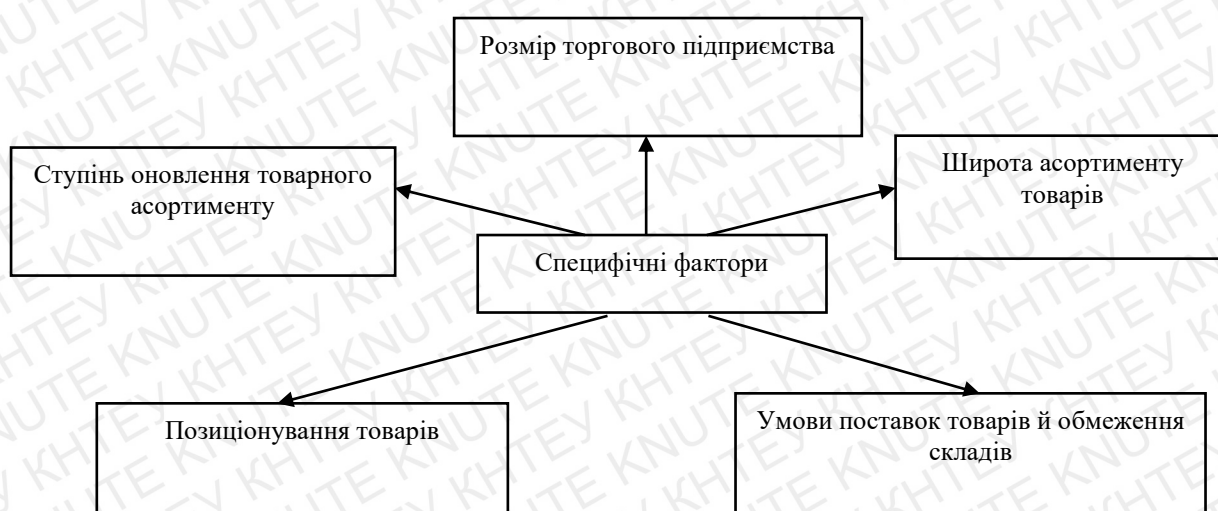 Розмір торгового підприємства
Ступінь оновлення товарного
асортименту
Широта асортименту
товарів
Специфічні фактори
Позиціонування товарів
Умови поставок товарів й обмеження
складів